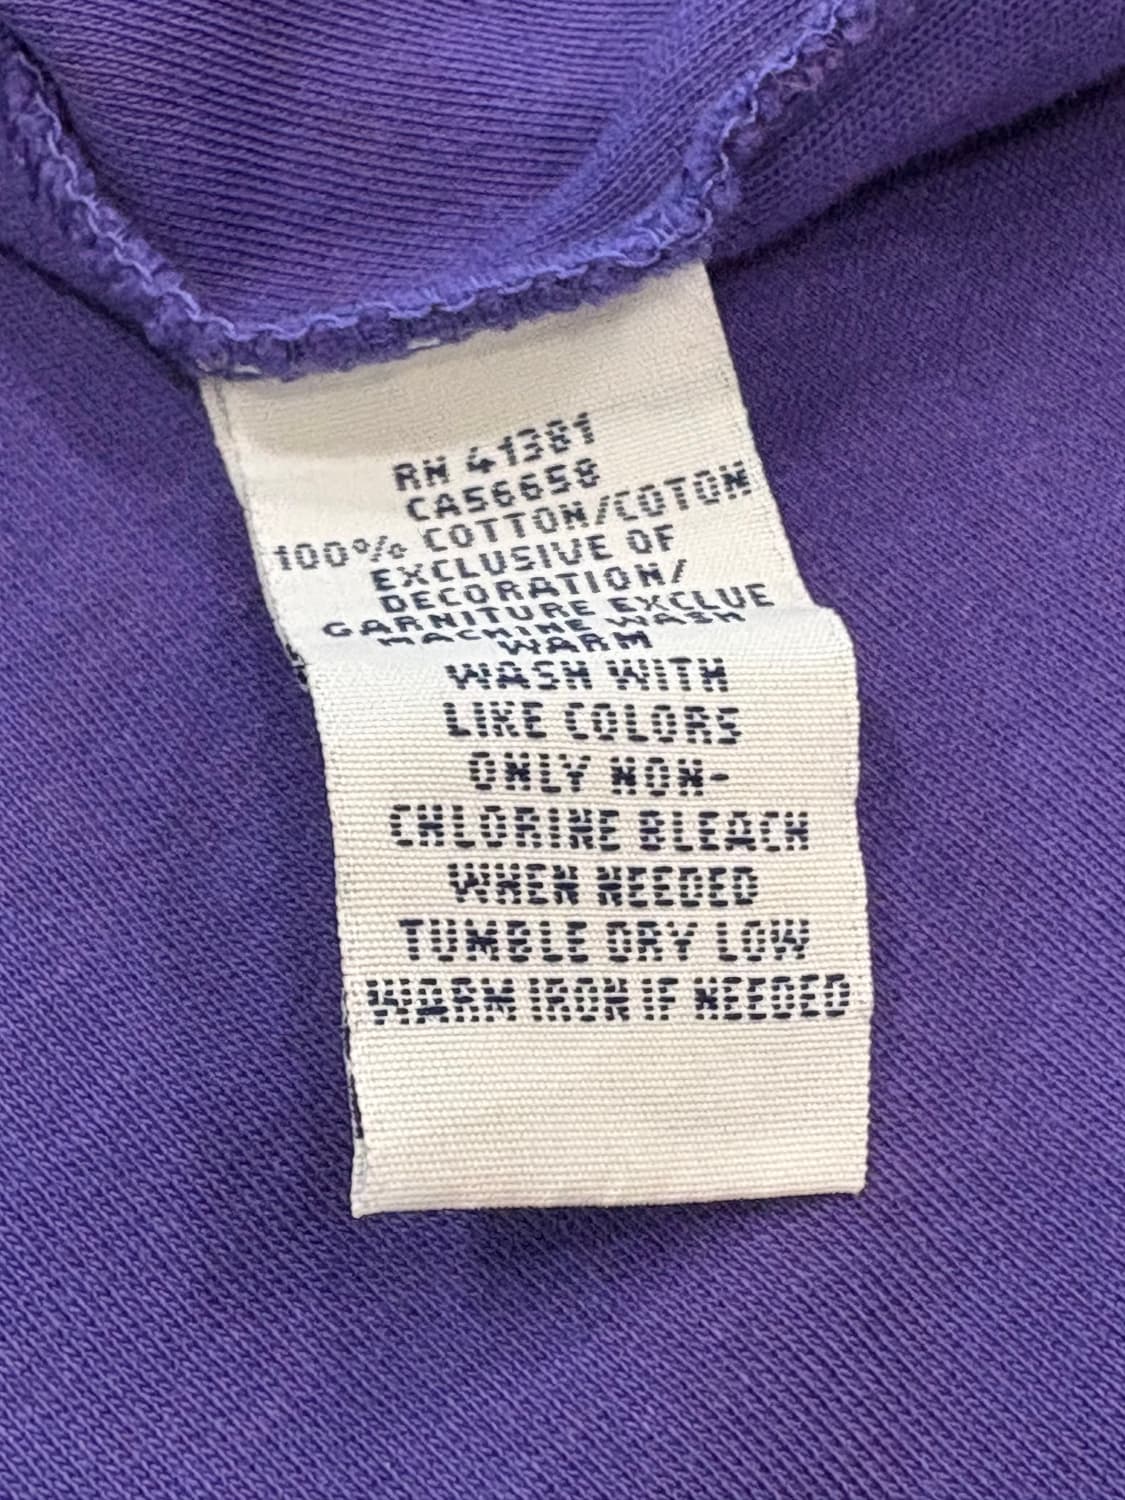 RN 41381
CA56658
100% COTTON/COTON
EXCLUSIVE OF
DECORATION/
GARNITURE EXCLUE
MACHINE WASH
WARM
WASH WITH
LIKE COLORS
ONLY NON-
CHLORINE BLEACH
WHEN NEEDED
TUMBLE DRY LOW
WARM IRON IF NEEDED